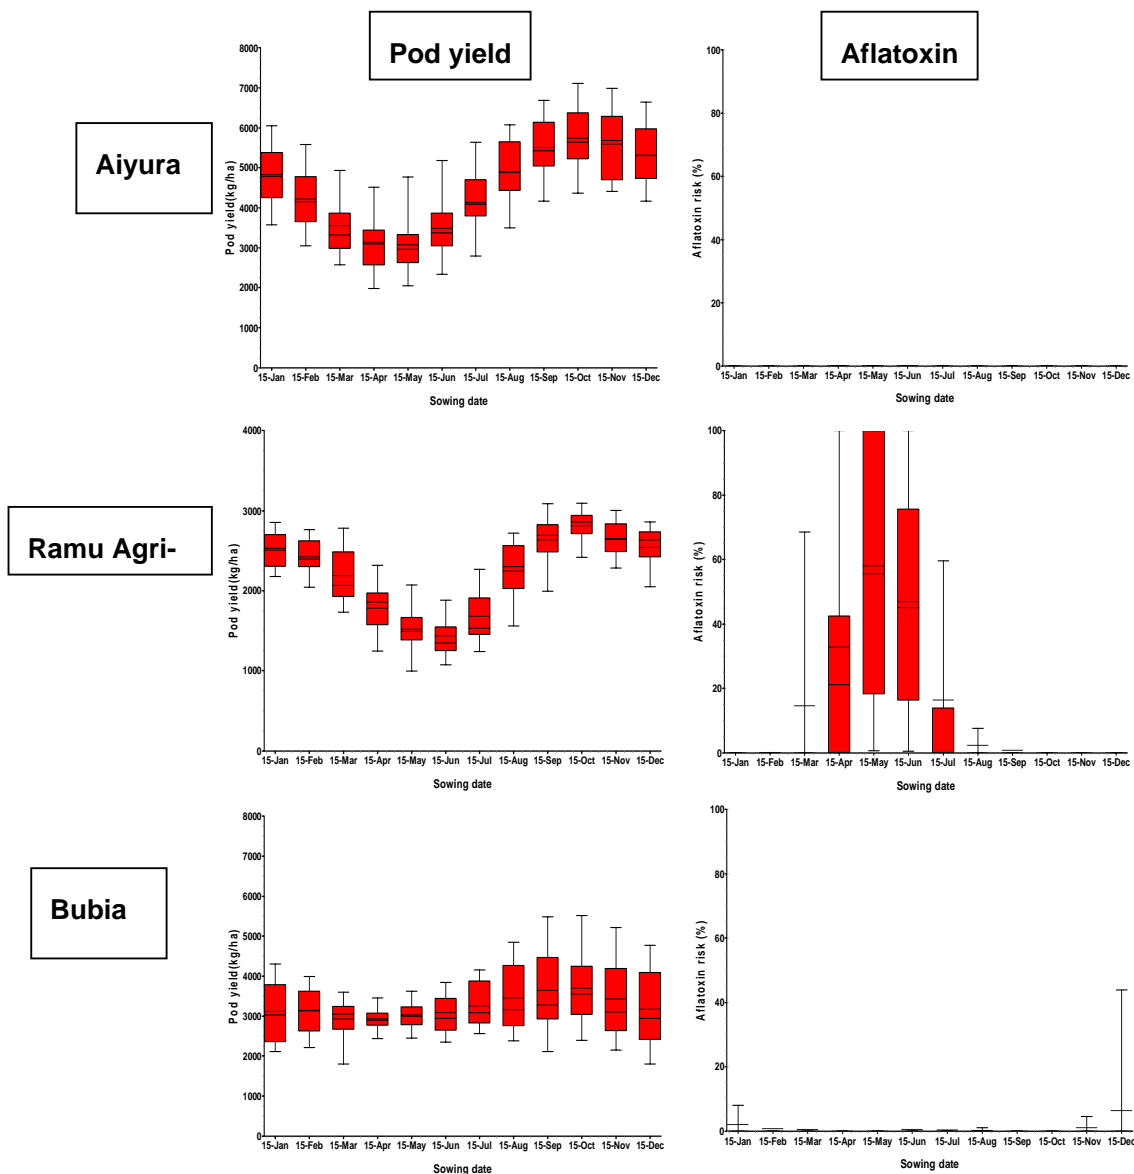 Pod yield
Aflatoxin
Aiyura
8000
7000
6000
5000
4000
3000
2000
1000
0
Pod yield(kg/ha)
15-Jan 15-Feb 15-Mar 15-Apr 15-May 15-Jun 15-Jul 15-Aug 15-Sep 15-Oct 15-Nov 15-Dec
Sowing date
100
80
60
40
20
0
Aflatoxin risk (%)
15-Jan 15-Feb 15-Mar 15-Apr 15-May 15-Jun 15-Jul 15-Aug 15-Sep 15-Oct 15-Nov 15-Dec
Sowing date
Ramu Agri-
4000
3000
2000
1000
0
Pod yield(kg/ha)
15-Jan 15-Feb 15-Mar 15-Apr 15-May 15-Jun 15-Jul 15-Aug 15-Sep 15-Oct 15-Nov 15-Dec
Sowing date
100
80
60
40
20
0
Aflatoxin risk (%)
15-Jan 15-Feb 15-Mar 15-Apr 15-May 15-Jun 15-Jul 15-Aug 15-Sep 15-Oct 15-Nov 15-Dec
Sowing date
Bubia
8000
7000
6000
5000
4000
3000
2000
1000
0
Pod yield(kg/ha)
15-Jan 15-Feb 15-Mar 15-Apr 15-May 15-Jun 15-Jul 15-Aug 15-Sep 15-Oct 15-Nov 15-Dec
Sowing date
100
80
60
40
20
0
Aflatoxin risk (%)
15-Jan 15-Feb 15-Mar 15-Apr 15-May 15-Jun 15-Jul 15-Aug 15-Sep 15-Oct 15-Nov 15-Dec
Sowing date